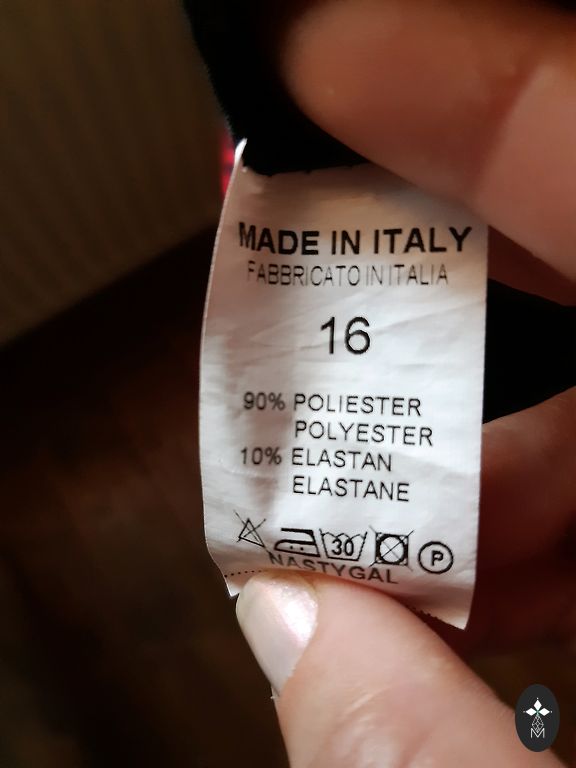 MADE IN ITALY
FABBRICATO IN ITALIA
16
90% POLIESTER
POLYESTER
10% ELASTAN
ELASTANE
30 P
NASTYGAL
M